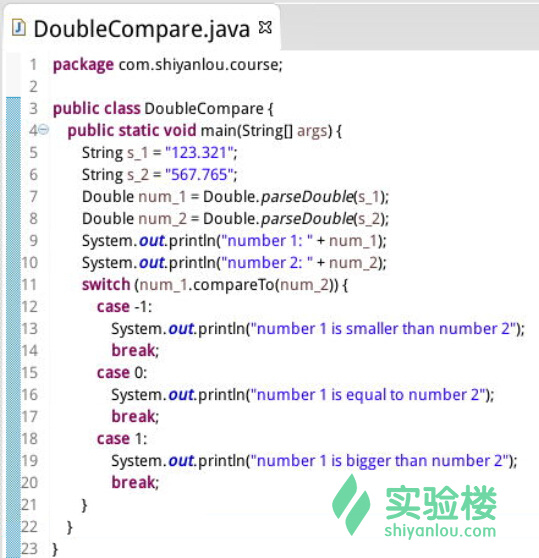 DoubleCompare.java
1 package com.shiyanlou.course;
2
3 public class DoubleCompare {
4 public static void main(String[] args) {
5 String s_1 = "123.321";
6 String s_2 = "567.765";
7 Double num_1 = Double.parseDouble(s_1);
8 Double num_2 = Double.parseDouble(s_2);
9 System.out.println("number 1: " + num_1);
10 System.out.println("number 2: " + num_2);
11 switch (num_1.compareTo(num_2)) {
12 case -1:
13 System.out.println("number 1 is smaller than number 2");
14 break;
15 case 0:
16 System.out.println("number 1 is equal to number 2");
17 break;
18 case 1:
19 System.out.println("number 1 is bigger than number 2");
20 break;
21 }
22 }
23 }
实验楼
shiyanlou.com